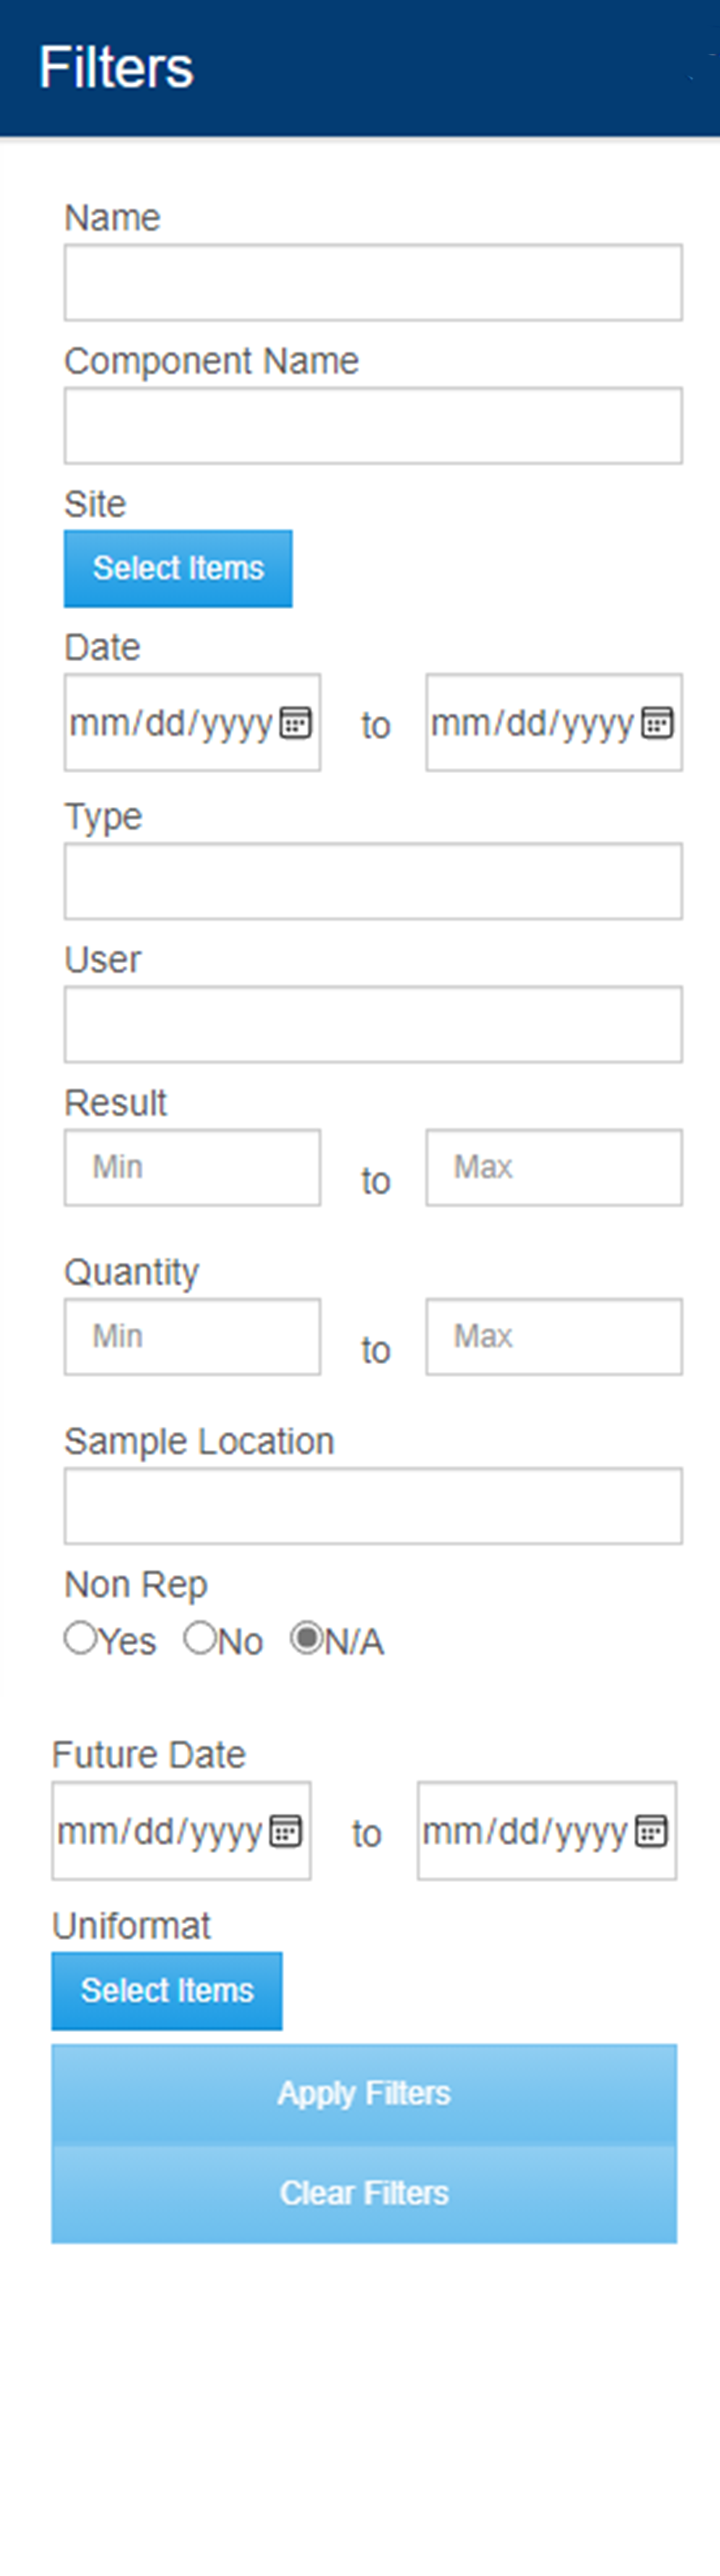 Filters
Name
Component Name
Site
Select Items
Date
mm/dd/yyyy to mm/dd/yyyy
Type
User
Result
Min to Max
Quantity
Min to Max
Sample Location
Non Rep
Yes No N/A
Future Date
mm/dd/yyyy to mm/dd/yyyy
Uniformat
Select Items
Apply Filters
Clear Filters